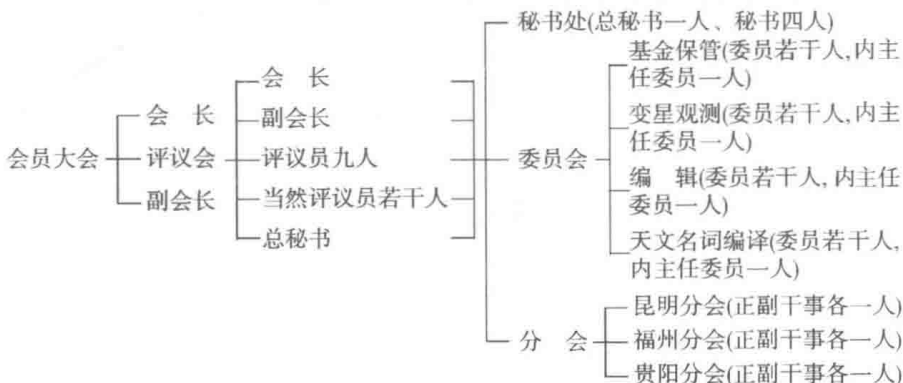 会员大会
会 长
评议会
副会长
会 长
副会长
评议员九人
当然评议员若干人
总秘书
秘书处(总秘书一人、秘书四人)
委员会
基金保管(委员若干人,内主
任委员一人)
变星观测(委员若干人,内主
任委员一人)
编 辑(委员若干人,内主任
委员一人)
天文名词编译(委员若干人,
内主任委员一人)
分 会
昆明分会(正副干事各一人)
福州分会(正副干事各一人)
贵阳分会(正副干事各一人)